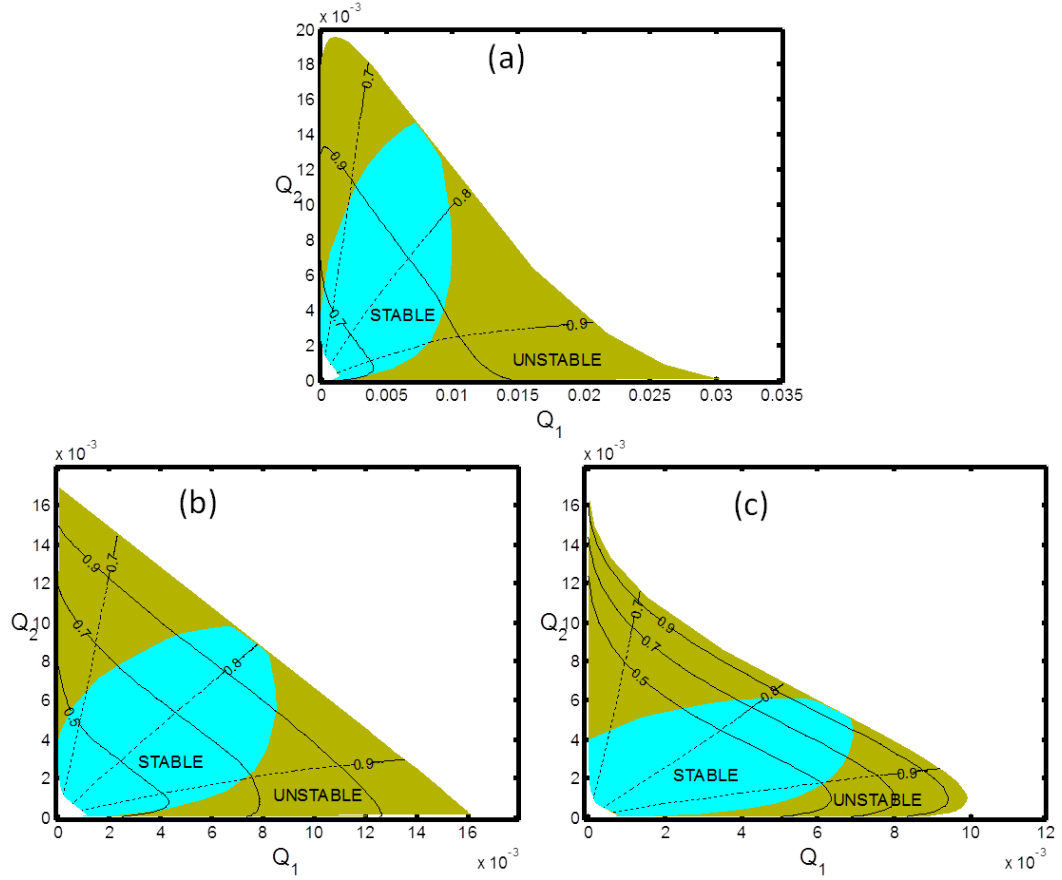 x 10⁻³
(a)
20
18
16
14
12
10
8
6
4
2
0
Q₂
0.7
0.9
0.8
0.7
0.9
STABLE
UNSTABLE
0 0.005 0.01 0.015 0.02 0.025 0.03 0.035
Q₁
x 10⁻³
(b)
16
14
12
10
8
6
4
2
0
Q₂
0.7
0.9
0.7
0.8
0.5
0.9
STABLE
UNSTABLE
0 2 4 6 8 10 12 14 16
Q₁
x 10⁻³
x 10⁻³
(c)
16
14
12
10
8
6
4
2
0
Q₂
0.7
0.9
0.7
0.5
0.8
0.9
STABLE
UNSTABLE
0 2 4 6 8 10 12
Q₁
x 10⁻³